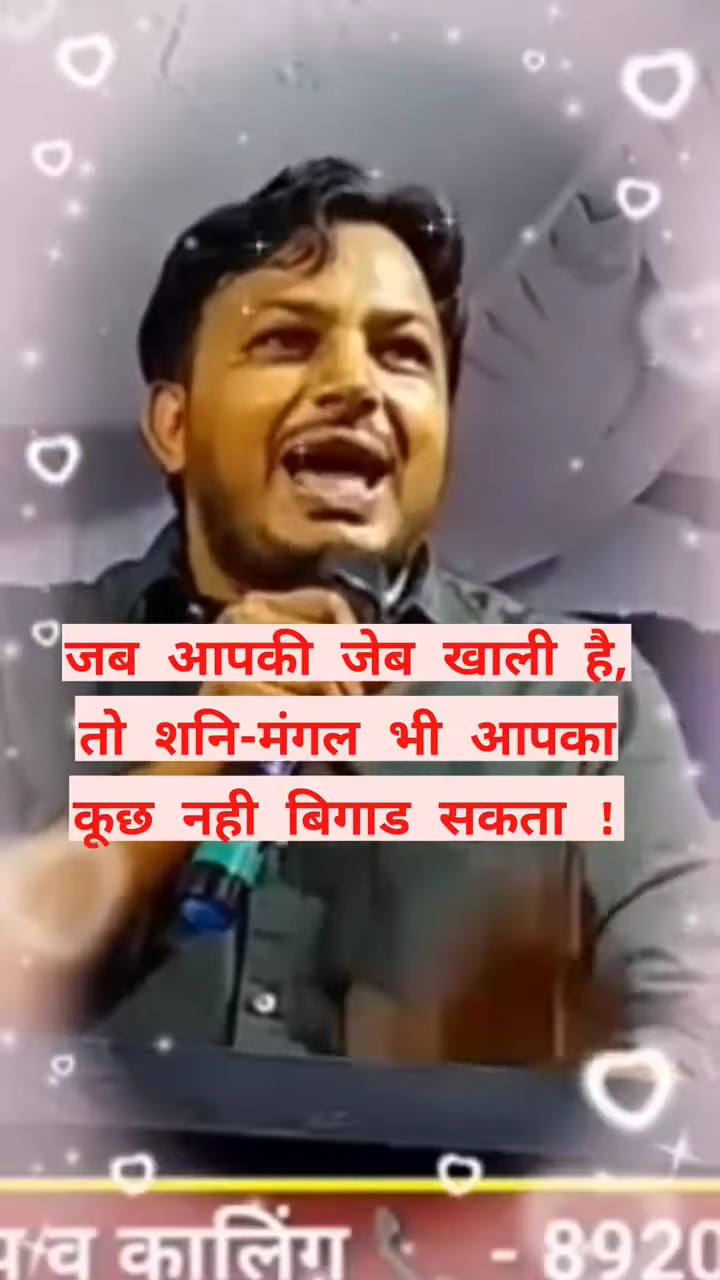 जब आपकी जेब खाली है,
तो शनि-मंगल भी आपका
कूछ नही बिगाड सकता !
व कालिंग - 8920